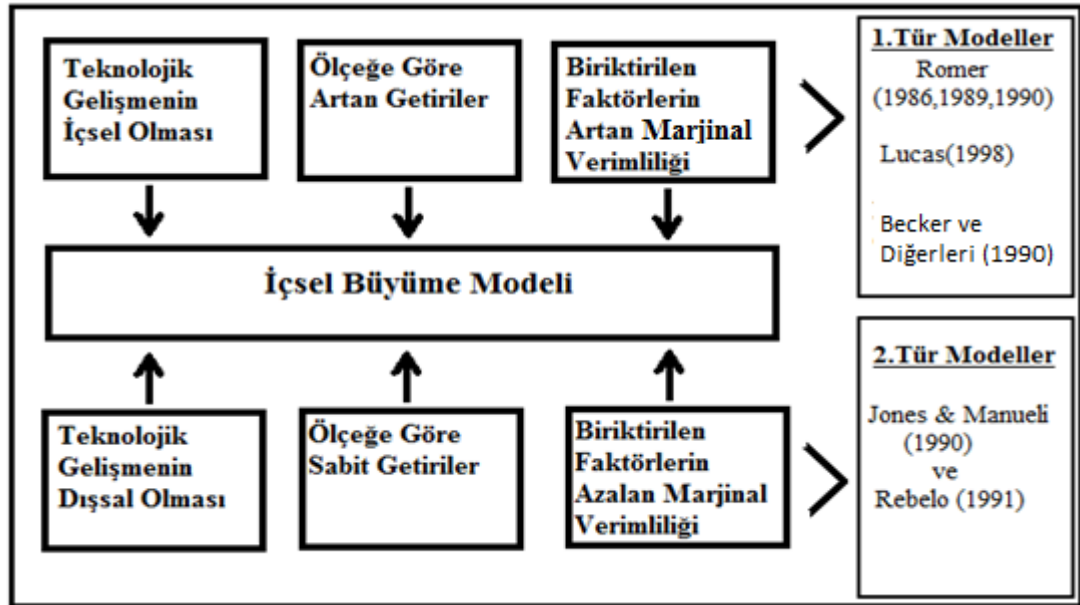 Teknolojik
Gelişmenin
İçsel Olması
Ölçeğe Göre
Artan Getiriler
Biriktirilen
Faktörlerin
Artan Marjinal
Verimliliği
1.Tür Modeller
Romer
(1986,1989,1990)
Lucas(1998)
Becker ve
Diğerleri (1990)
İçsel Büyüme Modeli
Teknolojik
Gelişmenin
Dışsal Olması
Ölçeğe Göre
Sabit Getiriler
Biriktirilen
Faktörlerin
Azalan Marjinal
Verimliliği
2.Tür Modeller
Jones & Manueli
(1990)
ve
Rebelo (1991)